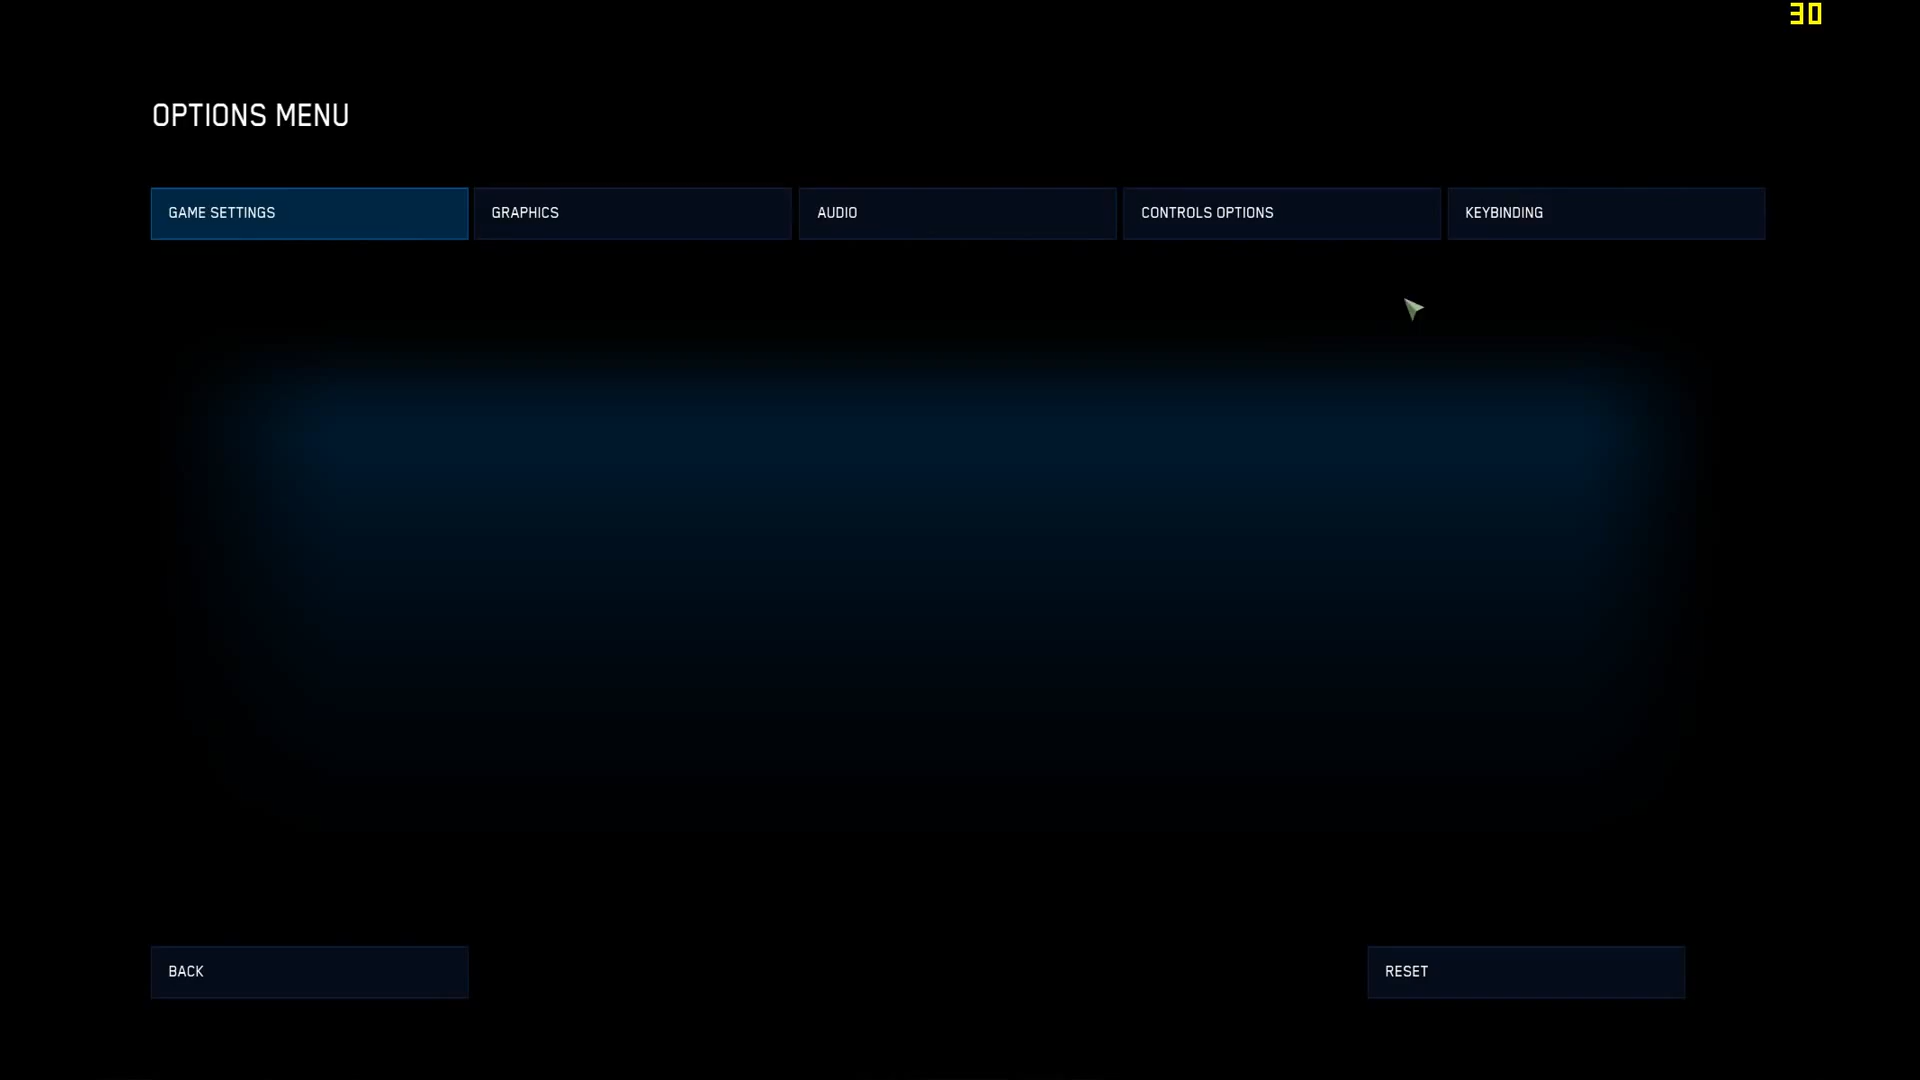 30
OPTIONS MENU
GAME SETTINGS
GRAPHICS
AUDIO
CONTROLS OPTIONS
KEYBINDING
BACK
RESET